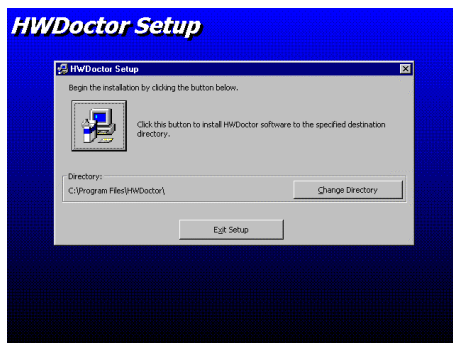 HWDoctor Setup
HWDoctor Setup
Begin the installation by clicking the button below.
Click this button to install HWDoctor software to the specified destination
directory.
Directory:
C:\Program Files\HWDoctor\
Change Directory
Exit Setup